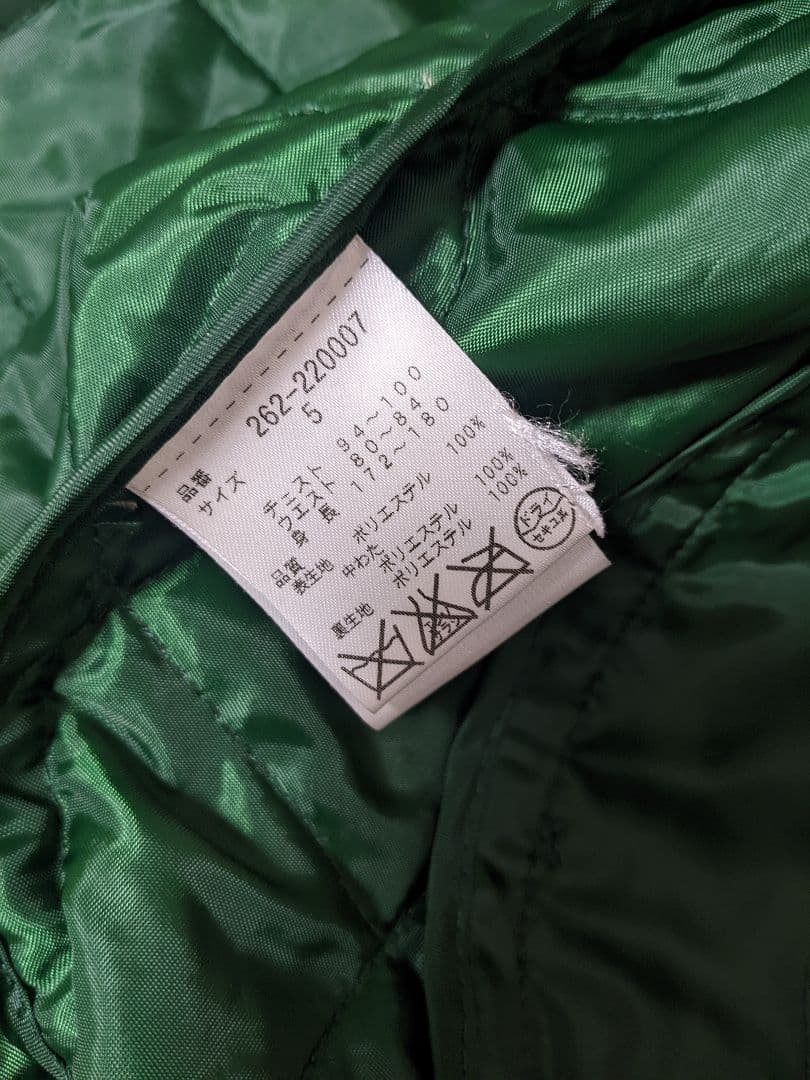 品番 262-220007
サイズ 5
チェスト 94～100
ウエスト 80～84
身長 172～180
品質
表生地 ポリエステル 100%
中わた ポリエステル 100%
裏生地 ポリエステル 100%
ドライ
セキユ系